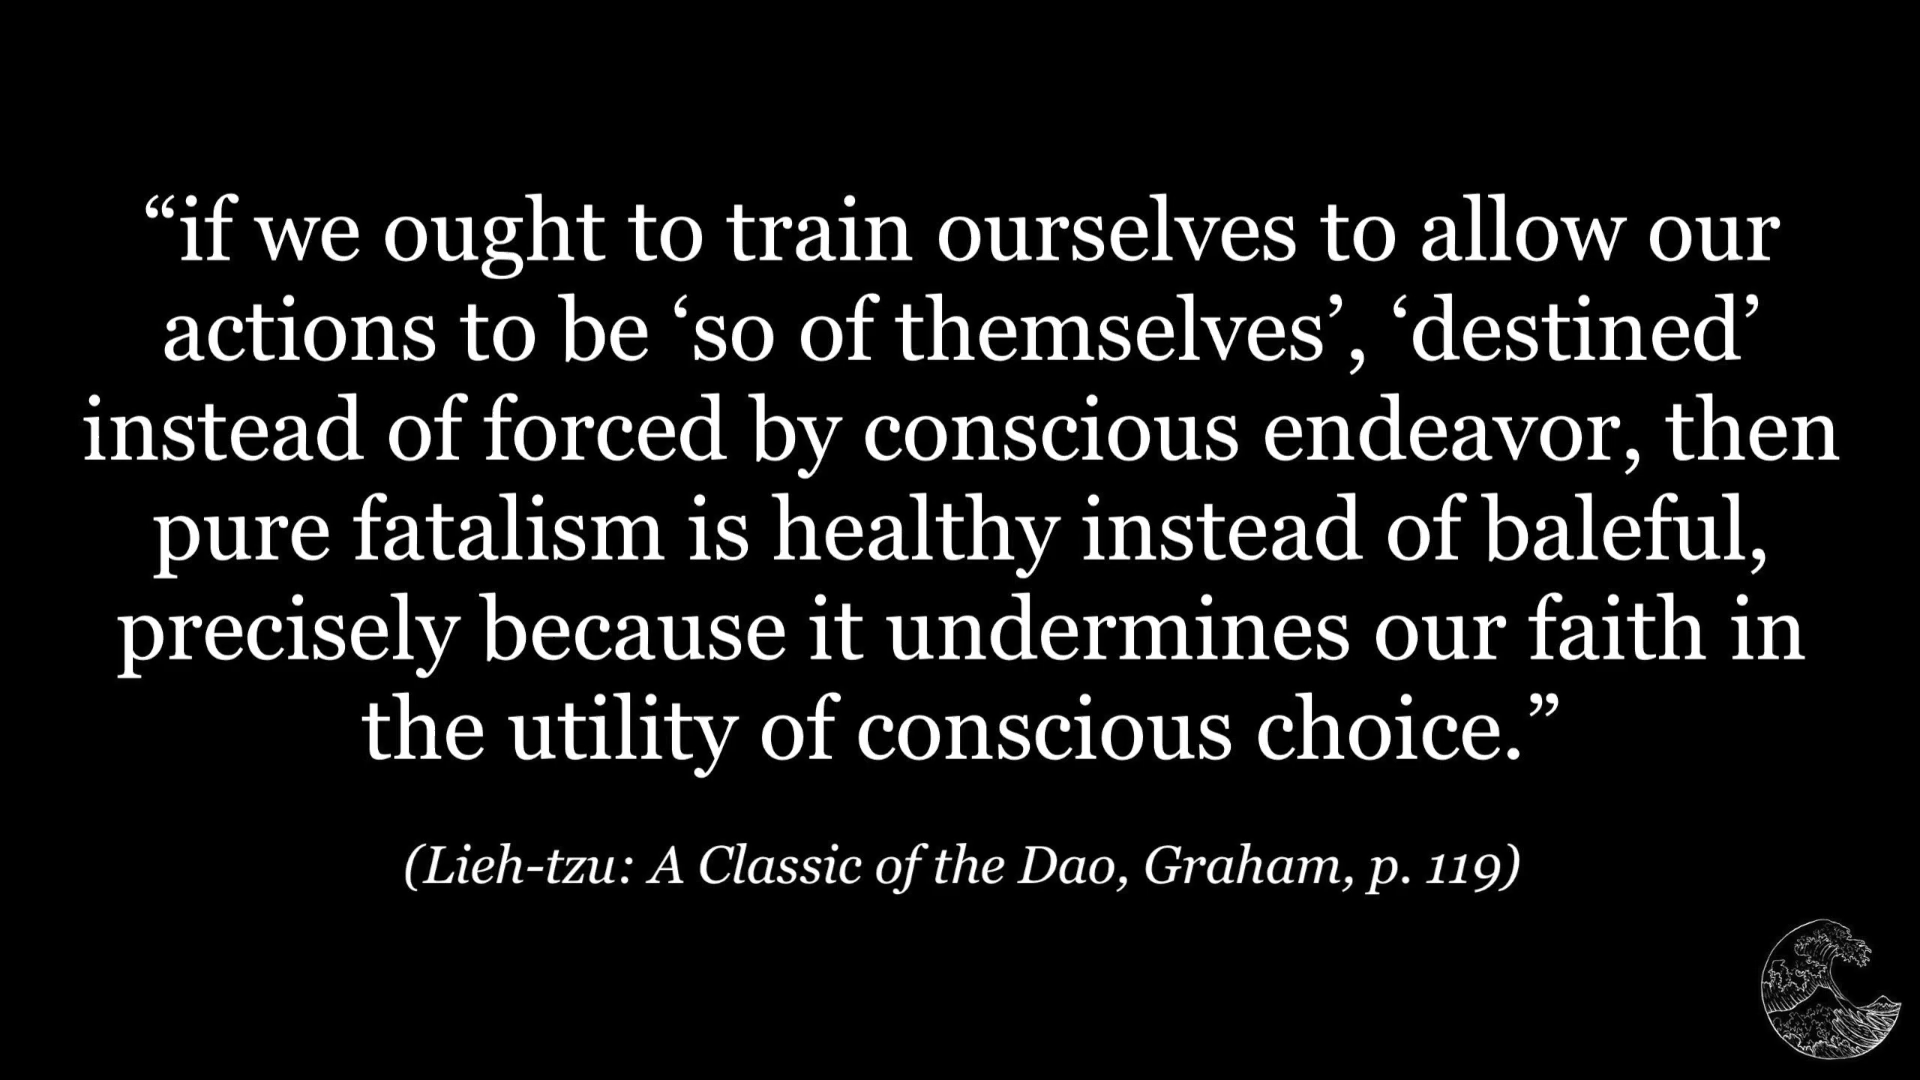 “if we ought to train ourselves to allow our
actions to be ‘so of themselves’, ‘destined’
instead of forced by conscious endeavor, then
pure fatalism is healthy instead of baleful,
precisely because it undermines our faith in
the utility of conscious choice.”
(Lieh-tzu: A Classic of the Dao, Graham, p. 119)